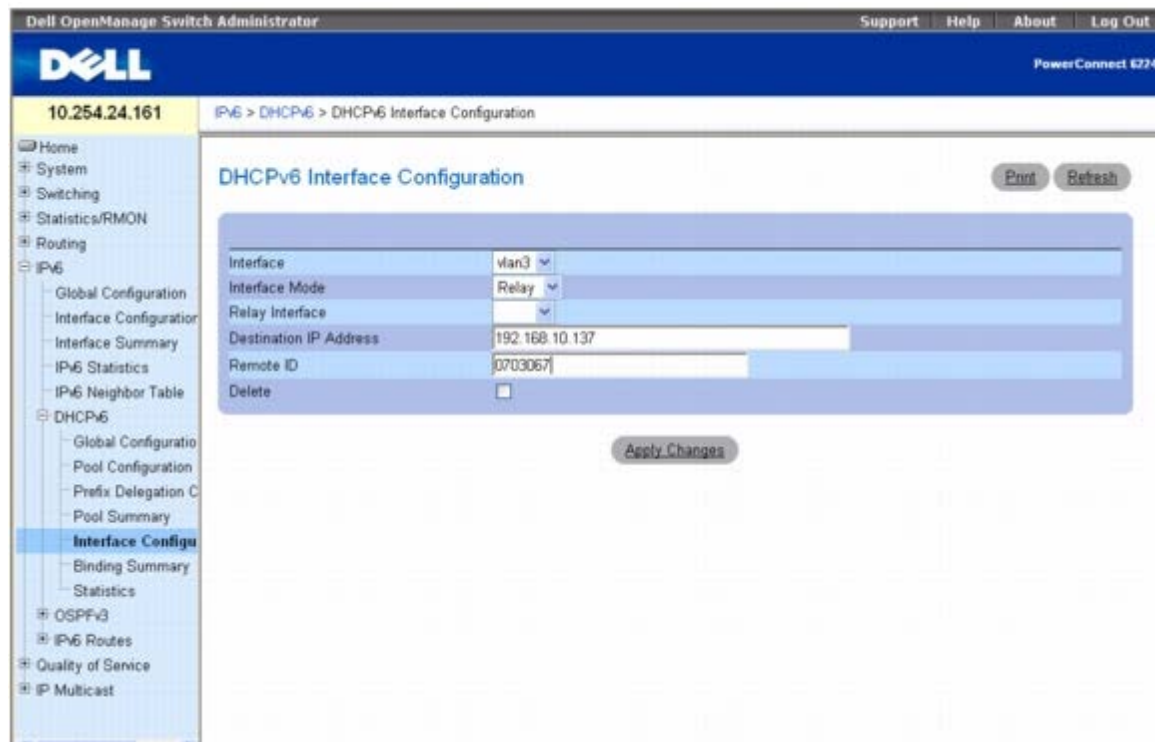 Dell OpenManage Switch Administrator
Support Help About Log Out
DELL
PowerConnect 6224
10.254.24.161
IPv6 > DHCPv6 > DHCPv6 Interface Configuration
Home
System
Switching
Statistics/RMON
Routing
IPv6
Global Configuration
Interface Configuration
Interface Summary
IPv6 Statistics
IPv6 Neighbor Table
DHCPv6
Global Configuratio
Pool Configuration
Prefix Delegation C
Pool Summary
Interface Configu
Binding Summary
Statistics
OSPFv3
IPv6 Routes
Quality of Service
IP Multicast
DHCPv6 Interface Configuration
Print Refresh
Interface vlan3
Interface Mode Relay
Relay Interface
Destination IP Address 192.168.10.137
Remote ID 0703067
Delete
Apply Changes